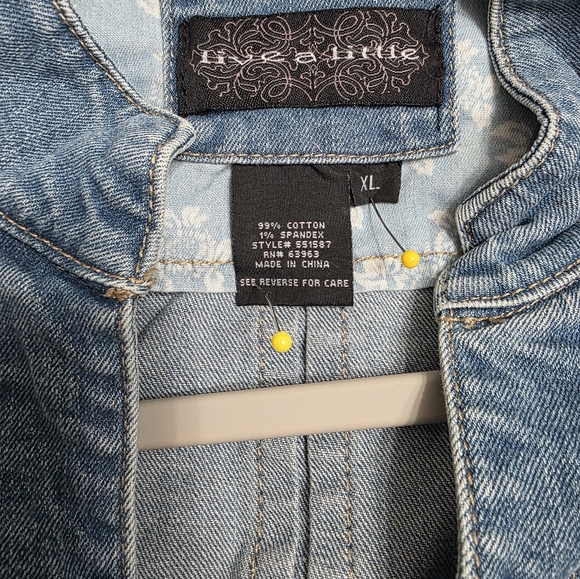 live a little
XL
99% COTTON
1% SPANDEX
STYLE# 551587
RN# 63963
MADE IN CHINA
SEE REVERSE FOR CARE